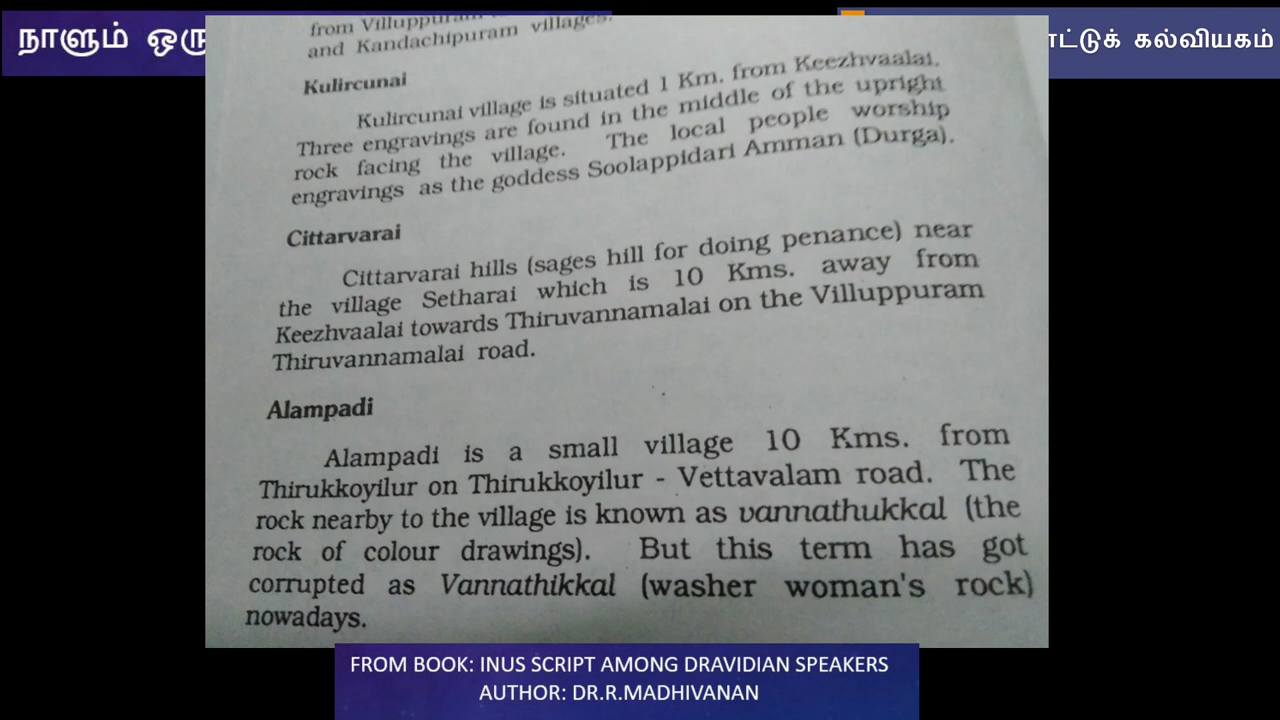 நாளும் ஒரு
ாட்டுக் கல்வியகம்
from Villuppuram
and Kandachipuram villages.
Kulircunai
Kulircunai village is situated 1 Km. from Keezhvaalai.
Three engravings are found in the middle of the upright
rock facing the village. The local people worship
engravings as the goddess Soolappidari Amman (Durga).
Cittarvarai
Cittarvarai hills (sages hill for doing penance) near
the village Setharai which is 10 Kms. away from
Keezhvaalai towards Thiruvannamalai on the Villuppuram
Thiruvannamalai road.
Alampadi
Alampadi is a small village 10 Kms. from
Thirukkoyilur on Thirukkoyilur - Vettavalam road. The
rock nearby to the village is known as vannathukkal (the
rock of colour drawings). But this term has got
corrupted as Vannathikkal (washer woman's rock)
nowadays.
FROM BOOK: INUS SCRIPT AMONG DRAVIDIAN SPEAKERS
AUTHOR: DR.R.MADHIVANAN